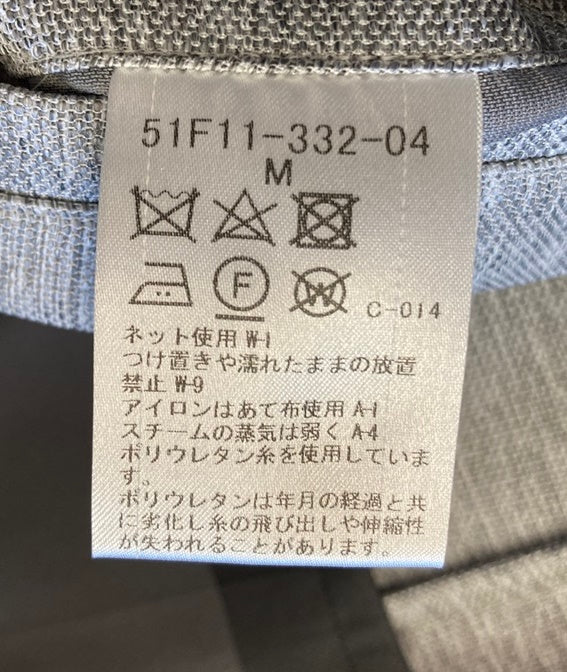 51F11-332-04
M
F W C-014
ネット使用 W-1
つけ置きや濡れたままの放置
禁止 W-9
アイロンはあて布使用 A-1
スチームの蒸気は弱く A-4
ポリウレタン糸を使用していま
す。
ポリウレタンは年月の経過と共
に劣化し糸の飛び出しや伸縮性
が失われることがあります。